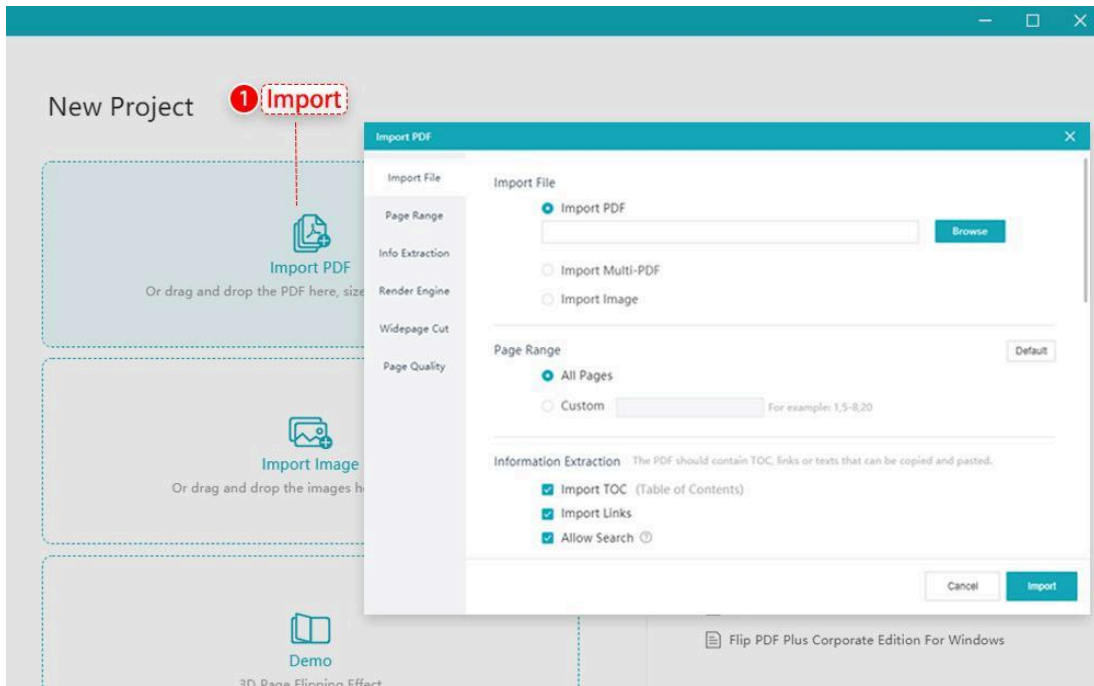 New Project
1 Import
Import PDF
Or drag and drop the PDF here, size
Import Image
Or drag and drop the images h
Demo
3D Page Flipping Effect
Import PDF
Import File
Page Range
Info Extraction
Render Engine
Widepage Cut
Page Quality
Import File
Import PDF
Browse
Import Multi-PDF
Import Image
Page Range
Default
All Pages
Custom
For example: 1,5-8,20
Information Extraction The PDF should contain TOC, links or texts that can be copied and pasted.
Import TOC (Table of Contents)
Import Links
Allow Search ?
Cancel
Import
Flip PDF Plus Corporate Edition For Windows